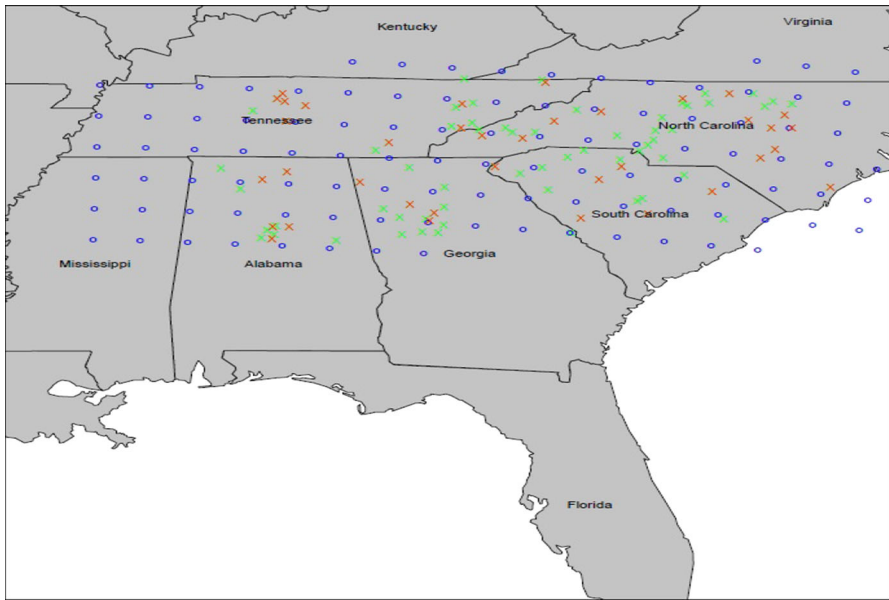 Virginia
Kentucky
Tennessee
North Carolina
South Carolina
Georgia
Mississippi
Alabama
Florida